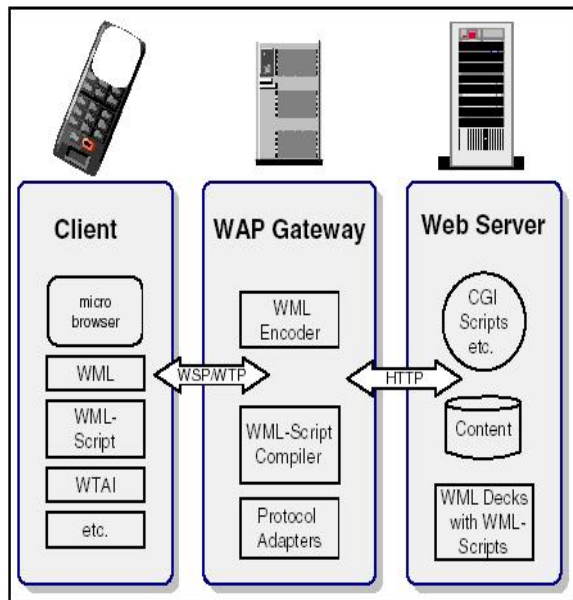 Client
micro
browser
WML
WML-
Script
WTAI
etc.
WSP/WTP
WAP Gateway
WML
Encoder
WML-Script
Compiler
Protocol
Adapters
HTTP
Web Server
CGI
Scripts
etc.
Content
WML Decks
with WML-
Scripts